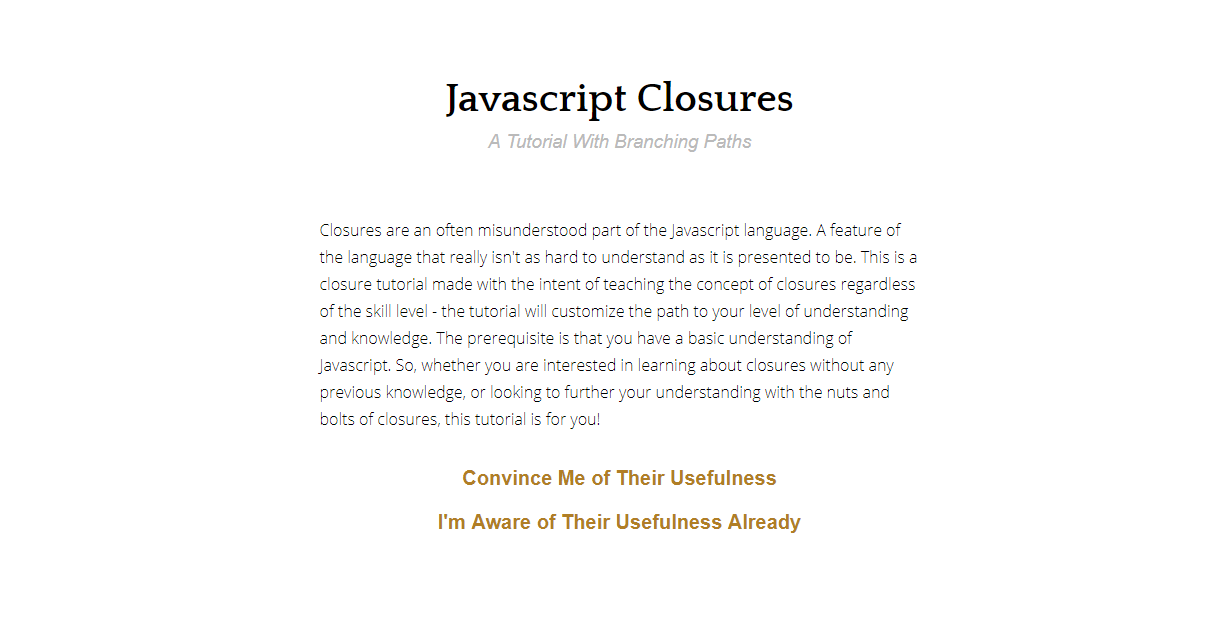 Javascript Closures
A Tutorial With Branching Paths
Closures are an often misunderstood part of the Javascript language. A feature of
the language that really isn't as hard to understand as it is presented to be. This is a
closure tutorial made with the intent of teaching the concept of closures regardless
of the skill level - the tutorial will customize the path to your level of understanding
and knowledge. The prerequisite is that you have a basic understanding of
Javascript. So, whether you are interested in learning about closures without any
previous knowledge, or looking to further your understanding with the nuts and
bolts of closures, this tutorial is for you!
Convince Me of Their Usefulness
I'm Aware of Their Usefulness Already